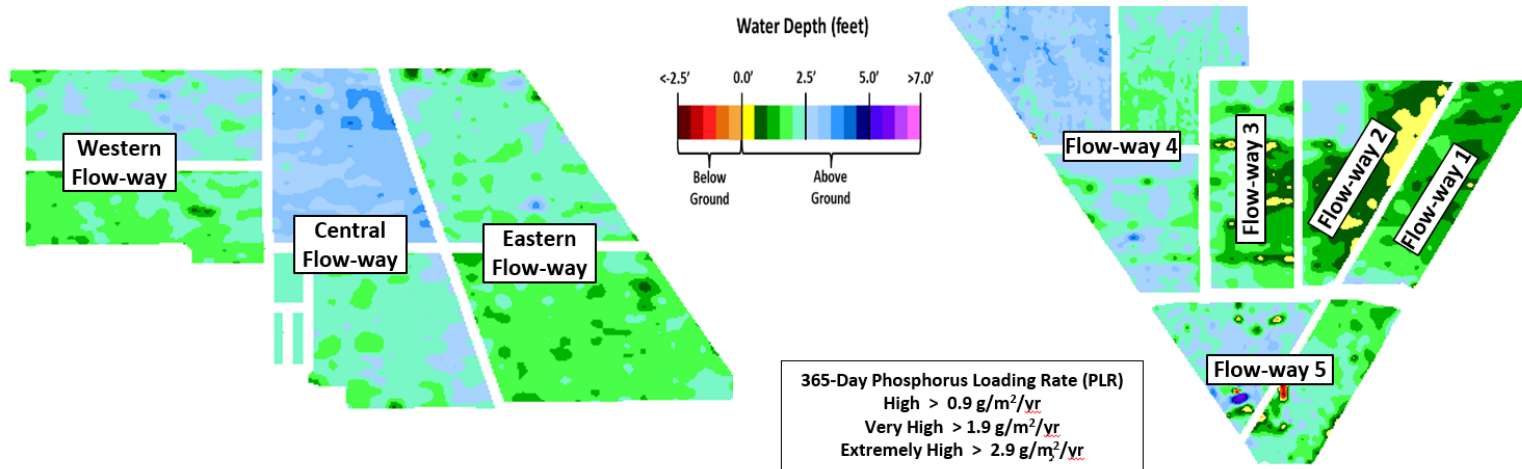 Water Depth (feet)
<-2.5' 0.0' 2.5' 5.0' >7.0'
Below
Ground
Above
Ground
Western
Flow-way
Central
Flow-way
Eastern
Flow-way
Flow-way 4
Flow-way 3
Flow-way 2
Flow-way 1
Flow-way 5
365-Day Phosphorus Loading Rate (PLR)
High > 0.9 g/m²/yr
Very High > 1.9 g/m²/yr
Extremely High > 2.9 g/m²/yr